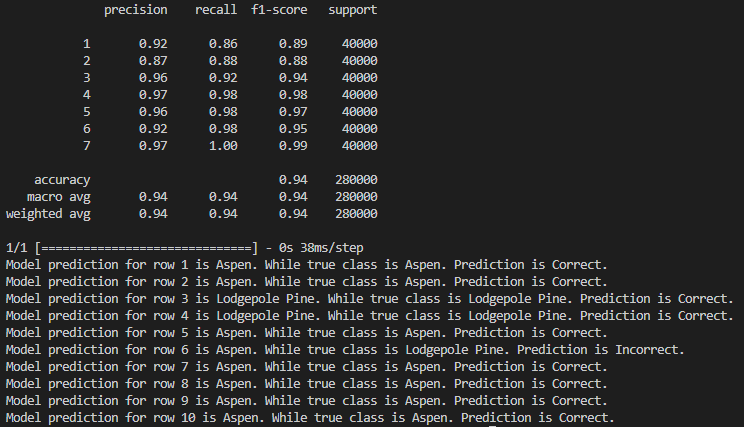 precision recall f1-score support
1 0.92 0.86 0.89 40000
2 0.87 0.88 0.88 40000
3 0.96 0.92 0.94 40000
4 0.97 0.98 0.98 40000
5 0.96 0.98 0.97 40000
6 0.92 0.98 0.95 40000
7 0.97 1.00 0.99 40000
accuracy 0.94 280000
macro avg 0.94 0.94 0.94 280000
weighted avg 0.94 0.94 0.94 280000
1/1 [==============================] - 0s 38ms/step
Model prediction for row 1 is Aspen. While true class is Aspen. Prediction is Correct.
Model prediction for row 2 is Aspen. While true class is Aspen. Prediction is Correct.
Model prediction for row 3 is Lodgepole Pine. While true class is Lodgepole Pine. Prediction is Correct.
Model prediction for row 4 is Lodgepole Pine. While true class is Lodgepole Pine. Prediction is Correct.
Model prediction for row 5 is Aspen. While true class is Aspen. Prediction is Correct.
Model prediction for row 6 is Aspen. While true class is Lodgepole Pine. Prediction is Incorrect.
Model prediction for row 7 is Aspen. While true class is Aspen. Prediction is Correct.
Model prediction for row 8 is Aspen. While true class is Aspen. Prediction is Correct.
Model prediction for row 9 is Aspen. While true class is Aspen. Prediction is Correct.
Model prediction for row 10 is Aspen. While true class is Aspen. Prediction is Correct.